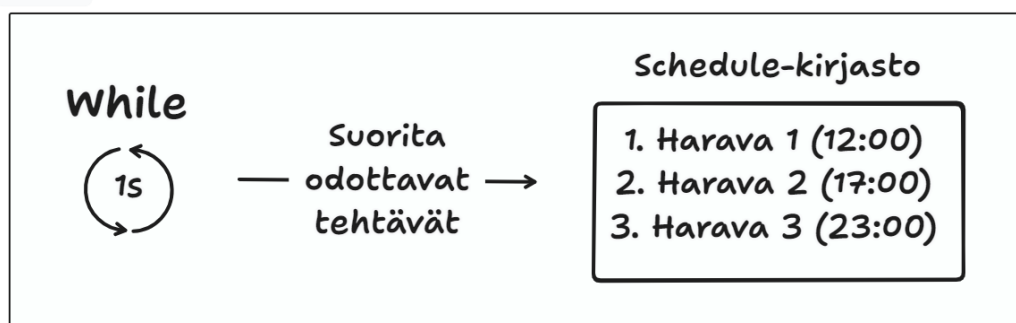 While
1s
Suorita
odottavat
tehtävät
Schedule-kirjasto
1. Harava 1 (12:00)
2. Harava 2 (17:00)
3. Harava 3 (23:00)